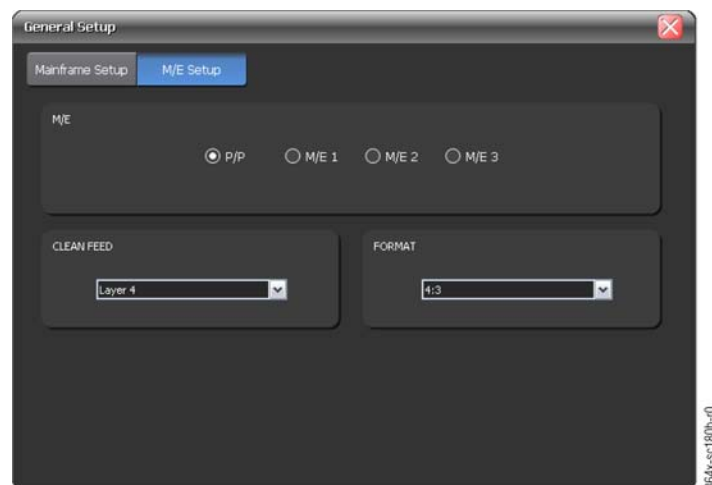 General Setup
Mainframe Setup M/E Setup
M/E
P/P M/E 1 M/E 2 M/E 3
CLEAN FEED FORMAT
Layer 4 4:3